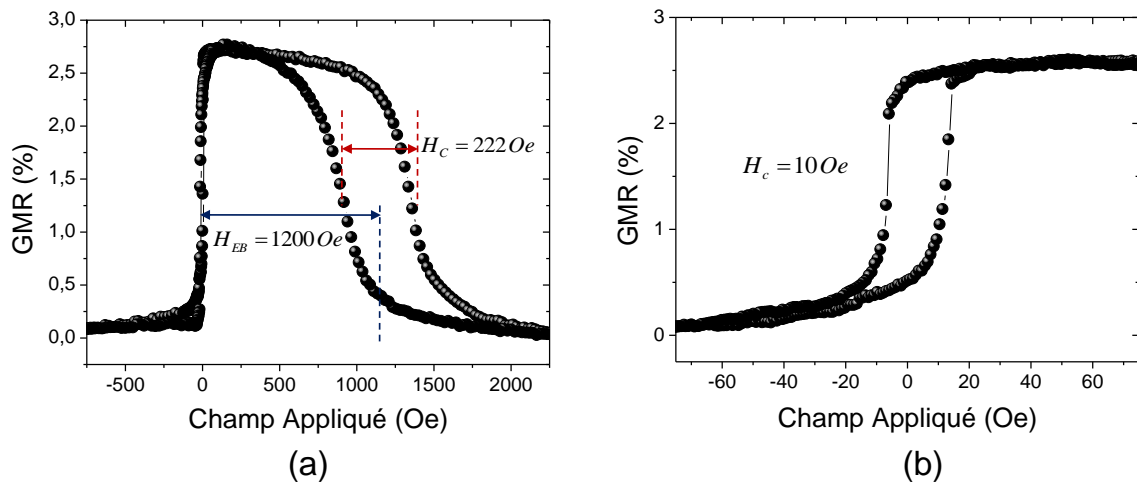 3,0
2,5
2,0
1,5
1,0
0,5
0,0
GMR (%)
H_C = 222 Oe
H_EB = 1200 Oe
-500 0 500 1000 1500 2000
Champ Appliqué (Oe)
(a)
3
2
1
0
GMR (%)
H_c = 10 Oe
-60 -40 -20 0 20 40 60
Champ Appliqué (Oe)
(b)